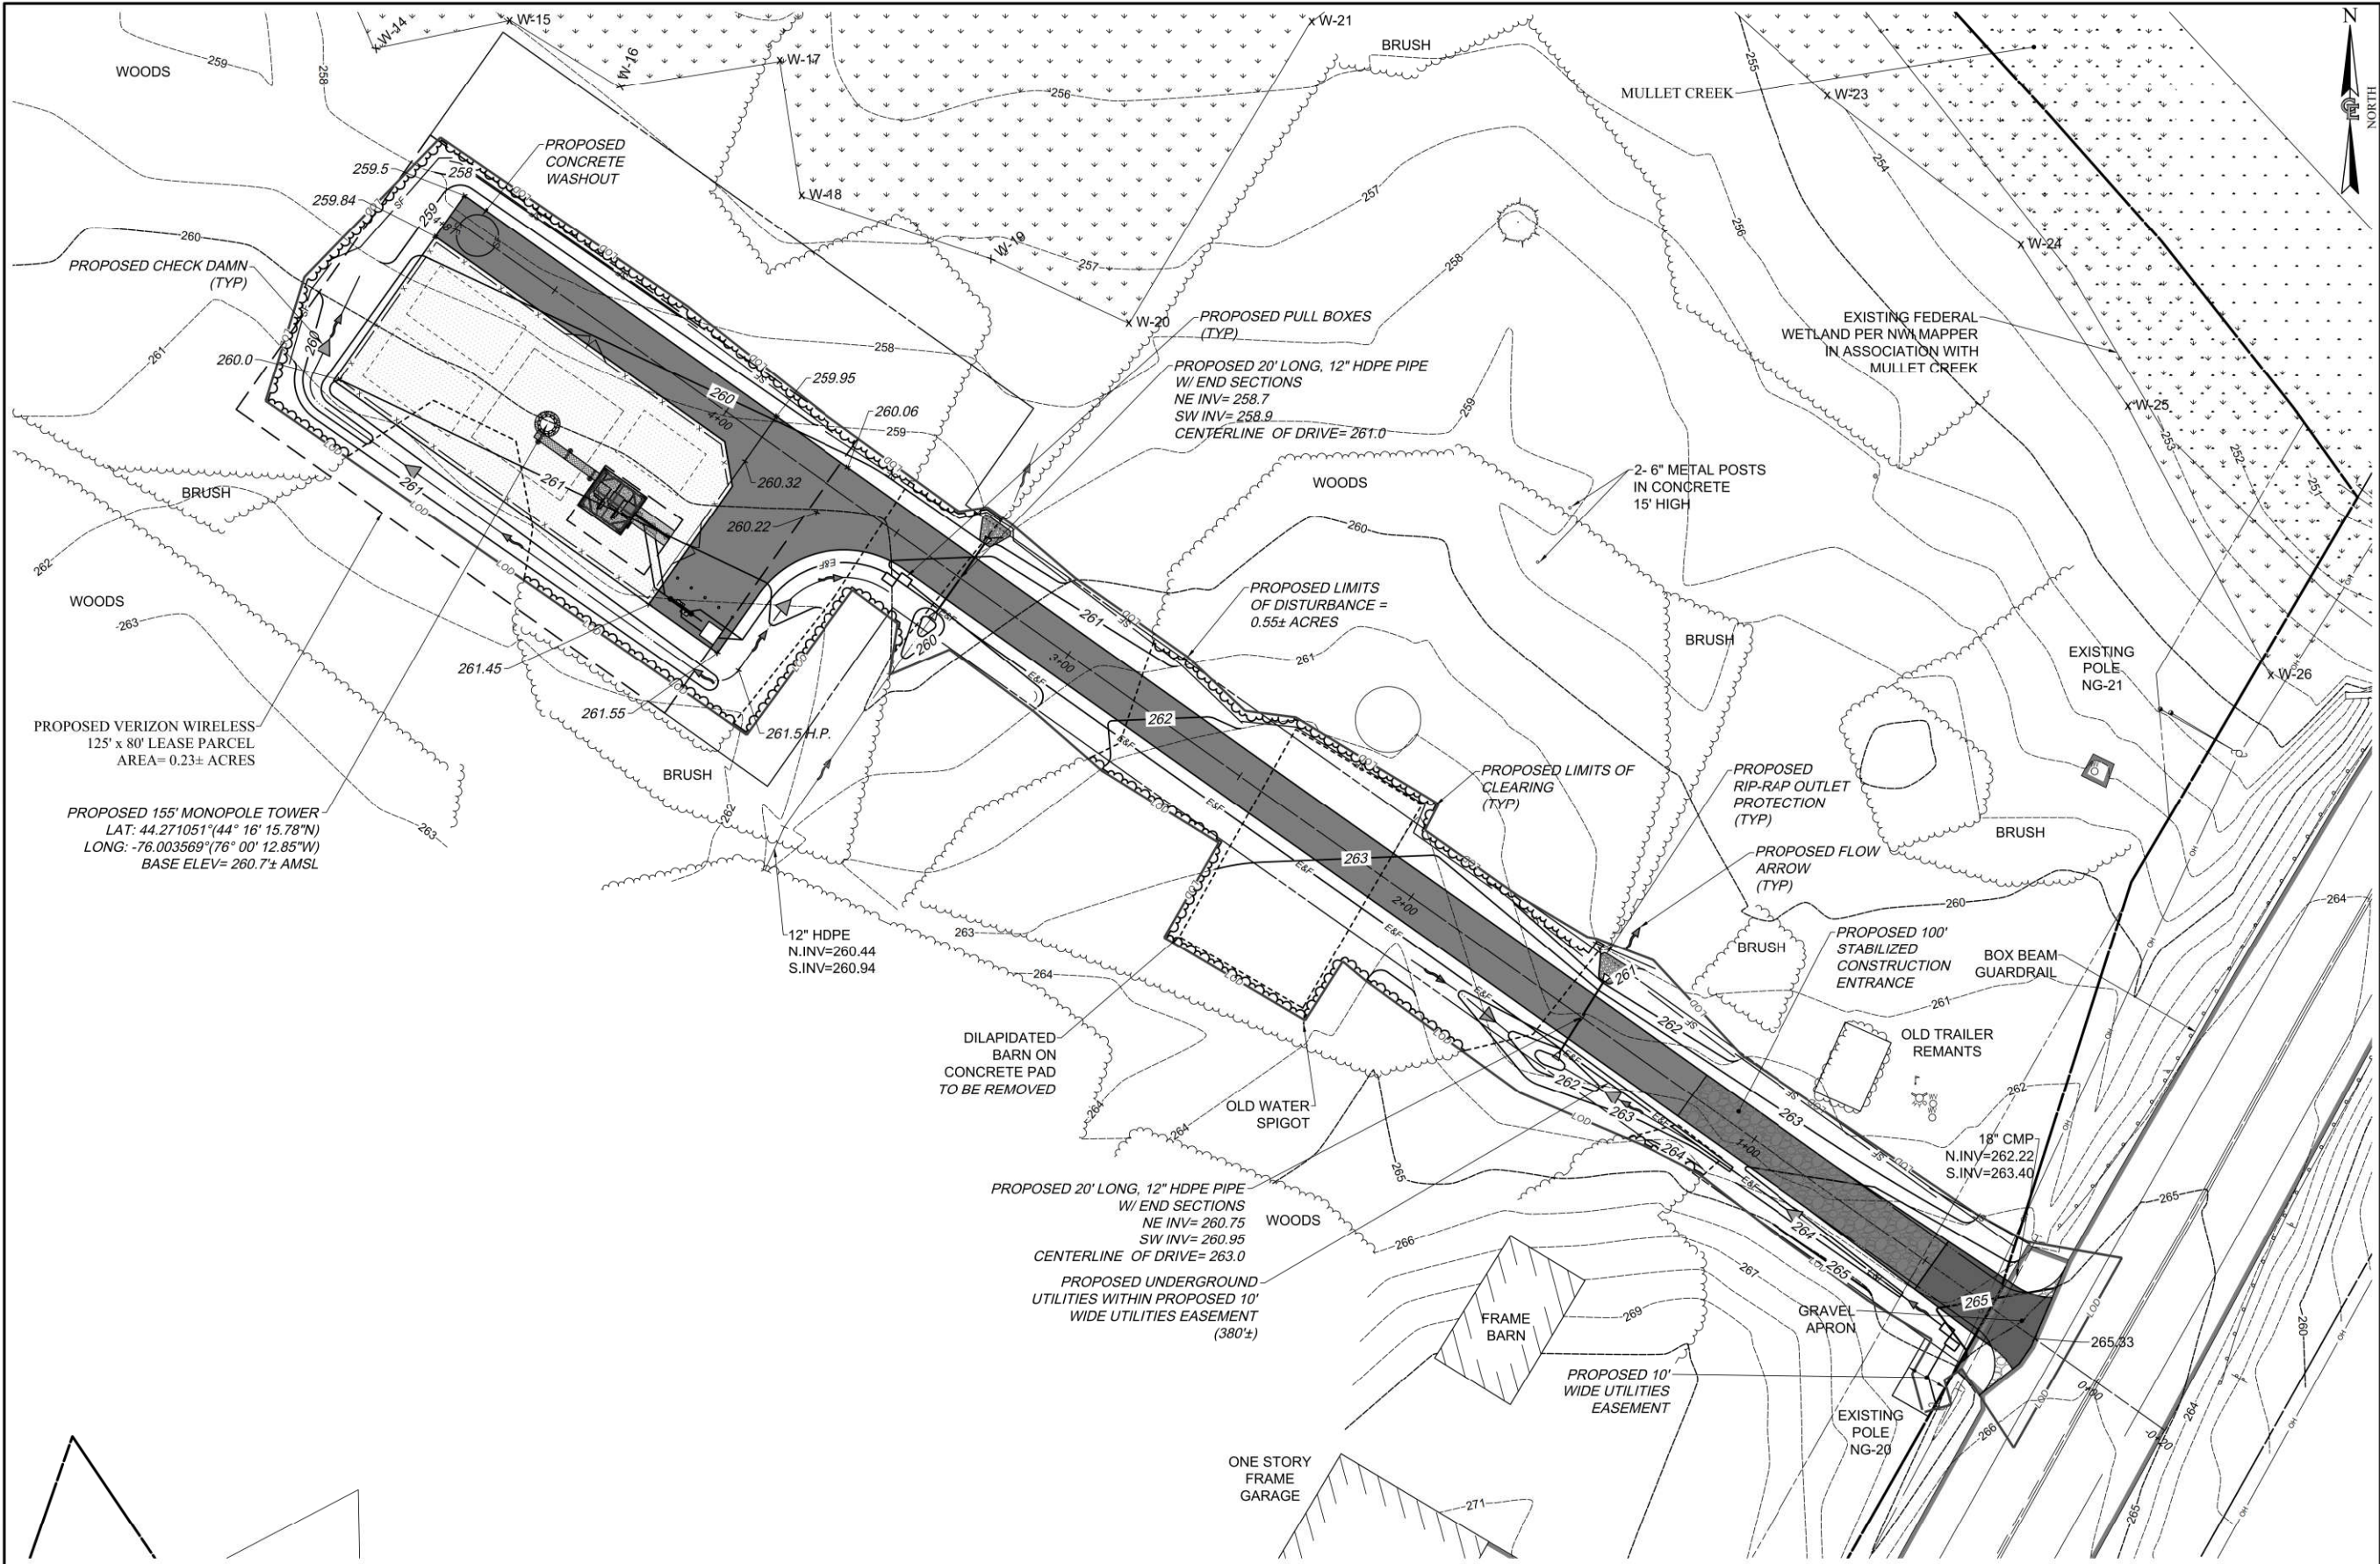 x W-14
x W-15
x W-16
x W-17
x W-21
BRUSH
N
NORTH
WOODS
259
258
256
255
MULLET CREEK
x W-23
PROPOSED
CONCRETE
WASHOUT
259.5
258
259.84
259
254
257
x W-18
256
x W-24
260
x W-19
257
258
PROPOSED CHECK DAMN
(TYP)
PROPOSED PULL BOXES
(TYP)
x W-20
EXISTING FEDERAL
WETLAND PER NWI MAPPER
IN ASSOCIATION WITH
MULLET CREEK
260
261
260.0
258
PROPOSED 20' LONG, 12" HDPE PIPE
W/ END SECTIONS
NE INV= 258.7
SW INV= 258.9
CENTERLINE OF DRIVE= 261.0
259.95
260
4+00
260.06
259
259
x W-25
253
252
251
2- 6" METAL POSTS
IN CONCRETE
15' HIGH
WOODS
BRUSH
261
261
260.32
260.22
260
262
E&F
WOODS
263
PROPOSED LIMITS
OF DISTURBANCE =
0.55± ACRES
261
260
BRUSH
EXISTING
POLE
NG-21
x W-26
261.45
3+00
261
261.55
261.5 H.P.
262
PROPOSED VERIZON WIRELESS
125' x 80' LEASE PARCEL
AREA= 0.23± ACRES
BRUSH
PROPOSED LIMITS OF
CLEARING
(TYP)
PROPOSED
RIP-RAP OUTLET
PROTECTION
(TYP)
PROPOSED 155' MONOPOLE TOWER
LAT: 44.271051°(44° 16' 15.78"N)
LONG: -76.003569°(76° 00' 12.85"W)
BASE ELEV= 260.7'± AMSL
263
262
BRUSH
263
PROPOSED FLOW
ARROW
(TYP)
2+00
260
264
12" HDPE
N.INV=260.44
S.INV=260.94
263
264
BRUSH
PROPOSED 100'
STABILIZED
CONSTRUCTION
ENTRANCE
BOX BEAM
GUARDRAIL
261
261
262
DILAPIDATED
BARN ON
CONCRETE PAD
TO BE REMOVED
OLD TRAILER
REMANTS
262
264
264
OLD WATER
SPIGOT
262
263
264
263
1+00
18" CMP
N.INV=262.22
S.INV=263.40
265
PROPOSED 20' LONG, 12" HDPE PIPE
W/ END SECTIONS
NE INV= 260.75
SW INV= 260.95
CENTERLINE OF DRIVE= 263.0
WOODS
266
265
264
265
267
PROPOSED UNDERGROUND
UTILITIES WITHIN PROPOSED 10'
WIDE UTILITIES EASEMENT
(380'±)
FRAME
BARN
269
GRAVEL
APRON
265
265.33
260
PROPOSED 10'
WIDE UTILITIES
EASEMENT
0+00
EXISTING
POLE
NG-20
266
264
-0+20
ONE STORY
FRAME
GARAGE
271
265